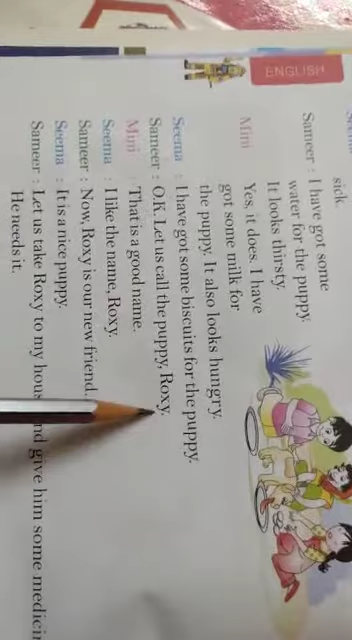 ENGLISH
sick.
Sameer : I have got some
water for the puppy.
It looks thirsty.
Mini : Yes, it does. I have
got some milk for
the puppy. It also looks hungry.
Seema : I have got some biscuits for the puppy.
Sameer : O.K. Let us call the puppy, Roxy.
Mini : That is a good name.
Seema : I like the name, Roxy.
Sameer : Now, Roxy is our new friend.
Seema : It is a nice puppy.
Sameer : Let us take Roxy to my give him some
He needs it.